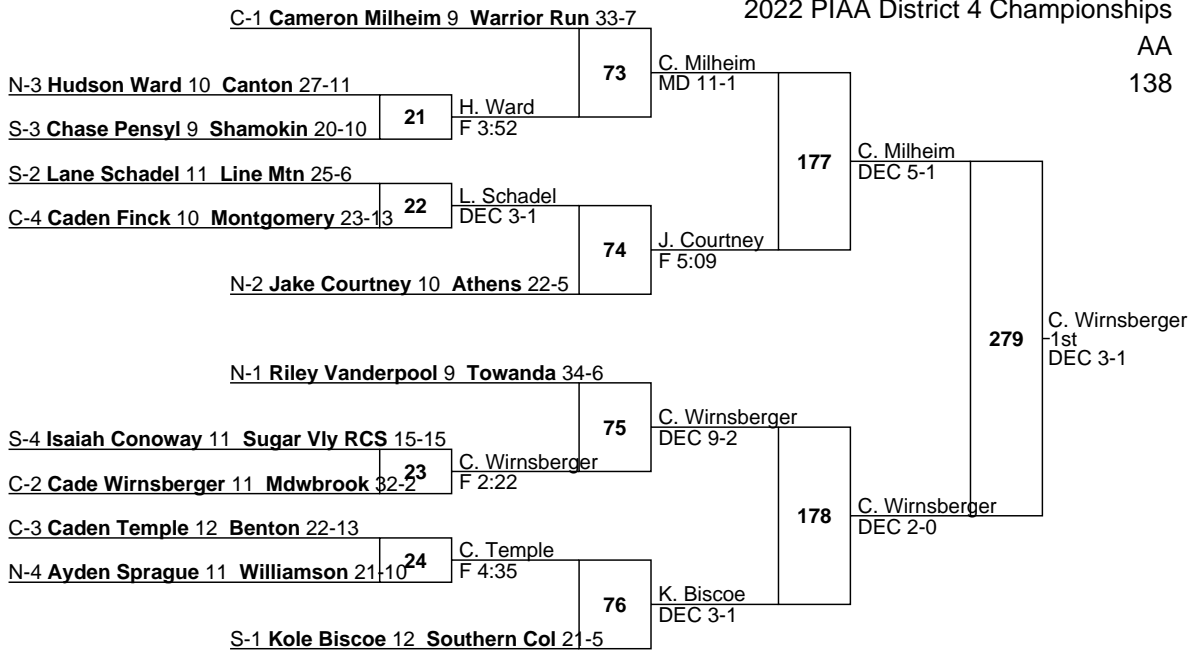 2022 PIAA District 4 Championships
AA
138
C-1 Cameron Milheim 9 Warrior Run 33-7
N-3 Hudson Ward 10 Canton 27-11
S-3 Chase Pensyl 9 Shamokin 20-10
S-2 Lane Schadel 11 Line Mtn 25-6
C-4 Caden Finck 10 Montgomery 23-13
N-2 Jake Courtney 10 Athens 22-5
N-1 Riley Vanderpool 9 Towanda 34-6
S-4 Isaiah Conoway 11 Sugar Vly RCS 15-15
C-2 Cade Wirnsberger 11 Mdwbrook 32-2
C-3 Caden Temple 12 Benton 22-13
N-4 Ayden Sprague 11 Williamson 21-10
S-1 Kole Biscoe 12 Southern Col 21-5
21
H. Ward
F 3:52
22
L. Schadel
DEC 3-1
23
C. Wirnsberger
F 2:22
24
C. Temple
F 4:35
73
C. Milheim
MD 11-1
74
J. Courtney
F 5:09
75
C. Wirnsberger
DEC 9-2
76
K. Biscoe
DEC 3-1
177
C. Milheim
DEC 5-1
178
C. Wirnsberger
DEC 2-0
279
C. Wirnsberger
1st
DEC 3-1